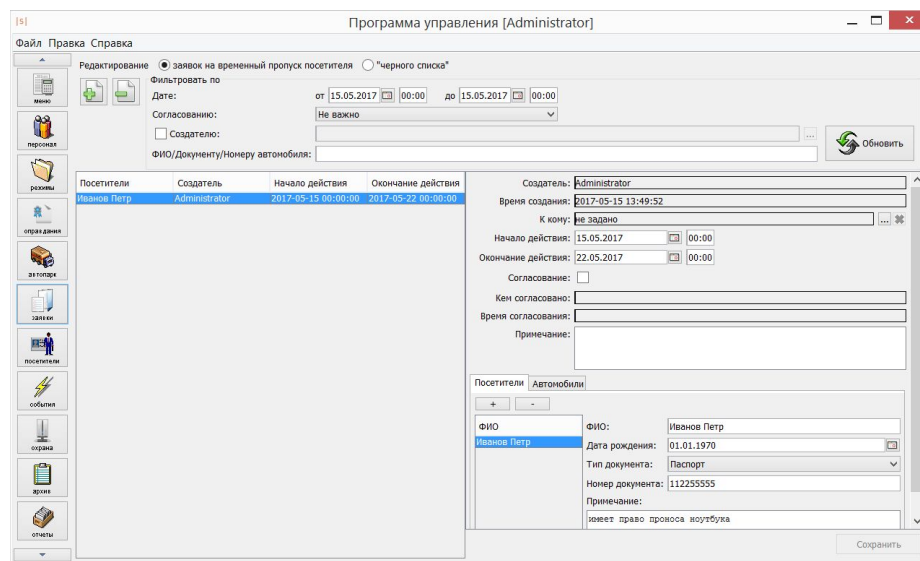 |s|
Программа управления [Administrator]
Файл Правка Справка
Редактирование заявок на временный пропуск посетителя "черного списка"
Фильтровать по
Дате: от 15.05.2017 00:00 до 15.05.2017 00:00
Согласованию: Не важно
Создателю: ...
ФИО/Документу/Номеру автомобиля:
Обновить
меню
персонал
режимы
оправдания
автопарк
заявки
посетители
события
охрана
архив
отчеты
Посетители Создатель Начало действия Окончание действия
Иванов Петр Administrator 2017-05-15 00:00:00 2017-05-22 00:00:00
Создатель: Administrator
Время создания: 2017-05-15 13:49:52
К кому: не задано ...
Начало действия: 15.05.2017 00:00
Окончание действия: 22.05.2017 00:00
Согласование:
Кем согласовано:
Время согласования:
Примечание:
Посетители Автомобили
+ -
ФИО
Иванов Петр
ФИО: Иванов Петр
Дата рождения: 01.01.1970
Тип документа: Паспорт
Номер документа: 112255555
Примечание:
имеет право проноса ноутбука
Сохранить